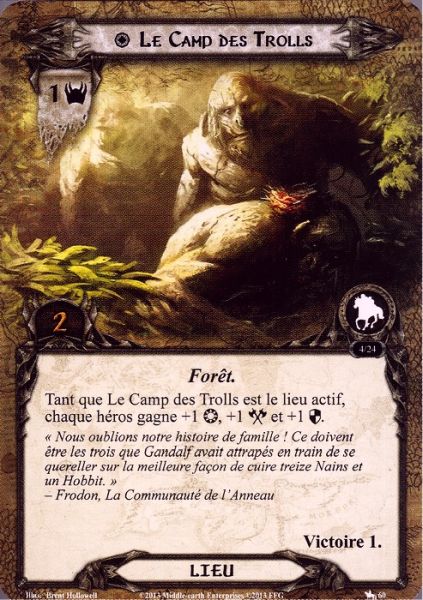 Le Camp des Trolls
1
2
4/24
Forêt.
Tant que Le Camp des Trolls est le lieu actif,
chaque héros gagne +1 , +1 et +1 .
« Nous oublions notre histoire de famille ! Ce doivent
être les trois que Gandalf avait attrapés en train de se
quereller sur la meilleure façon de cuire treize Nains et
un Hobbit. »
– Frodon, La Communauté de l’Anneau
Victoire 1.
LIEU
Illus. Brent Hollowell
©2013 Middle-earth Enterprises ©2013 FFG
60